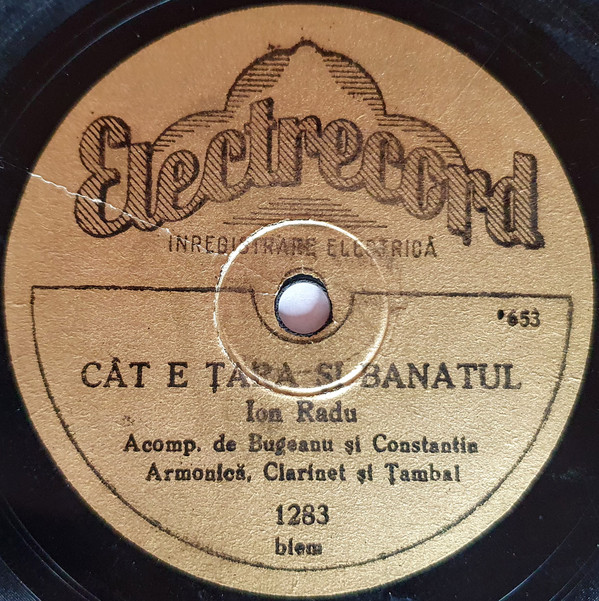 Electrecord
INREGISTRARE ELECTRICĂ
*653
CÂT E ȚARA ȘI BANATUL
Ion Radu
Acomp. de Bugeanu și Constantin
Armonică, Clarinet și Țambal
1283
biem